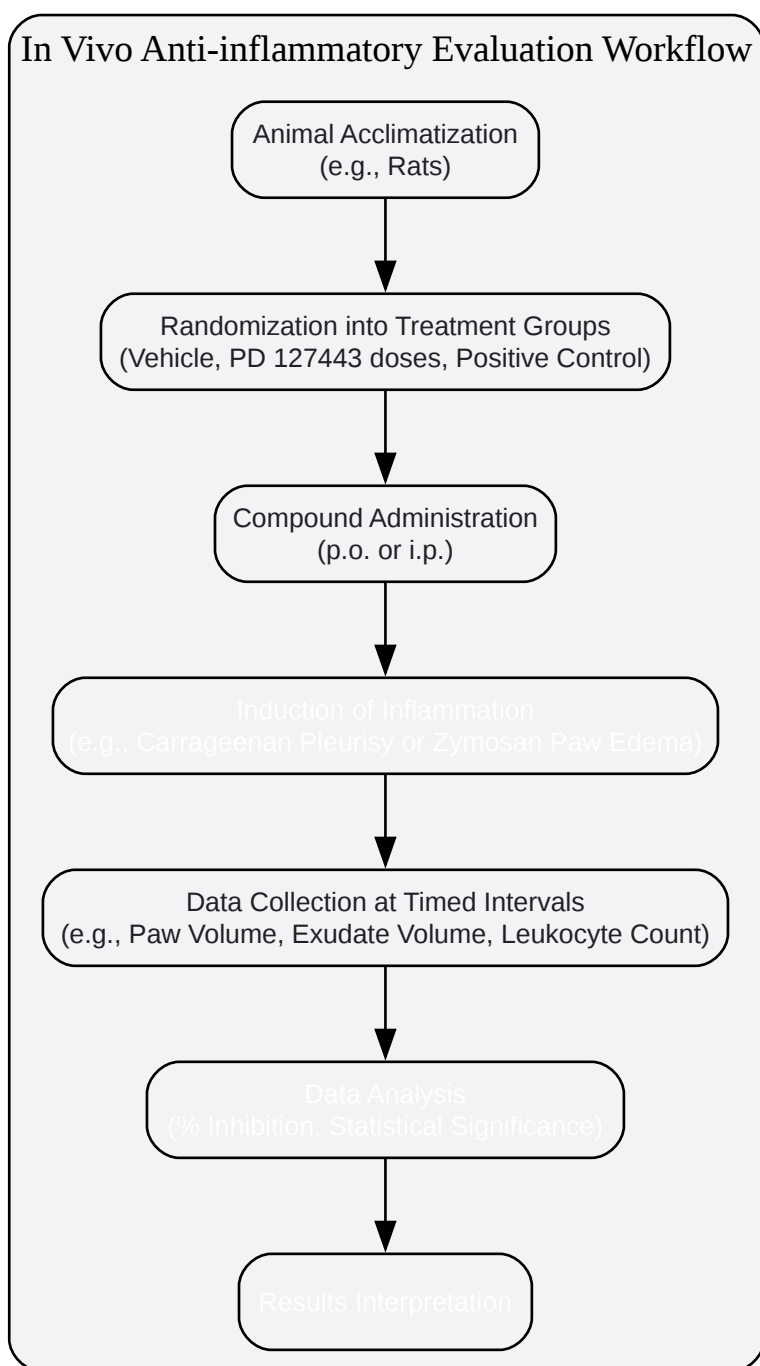 In Vivo Anti-inflammatory Evaluation Workflow
Animal Acclimatization
(e.g., Rats)
Randomization into Treatment Groups
(Vehicle, PD 127443 doses, Positive Control)
Compound Administration
(p.o. or i.p.)
Induction of Inflammation
(e.g., Carrageenan Pleurisy or Zymosan Paw Edema)
Data Collection at Timed Intervals
(e.g., Paw Volume, Exudate Volume, Leukocyte Count)
Data Analysis
(% Inhibition, Statistical Significance)
Results Interpretation